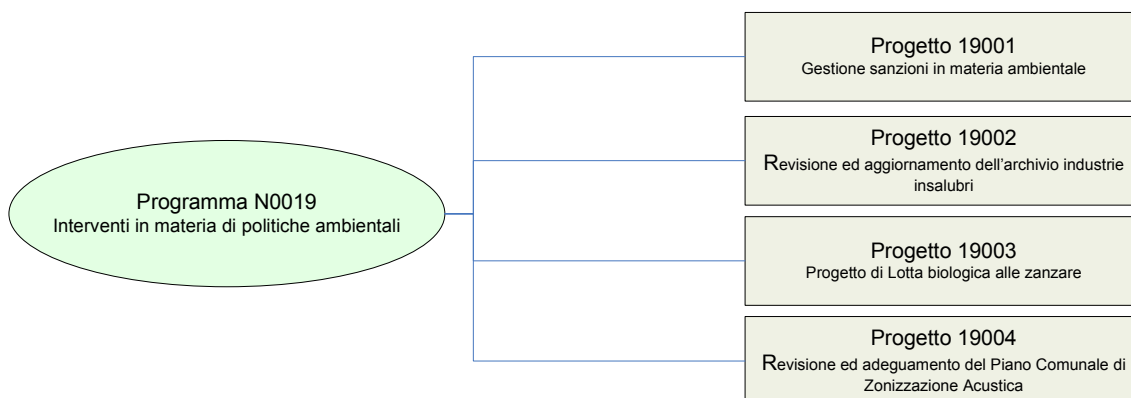 Programma N0019
Interventi in materia di politiche ambientali
Progetto 19001
Gestione sanzioni in materia ambientale
Progetto 19002
Revisione ed aggiornamento dell'archivio industrie
insalubri
Progetto 19003
Progetto di Lotta biologica alle zanzare
Progetto 19004
Revisione ed adeguamento del Piano Comunale di
Zonizzazione Acustica